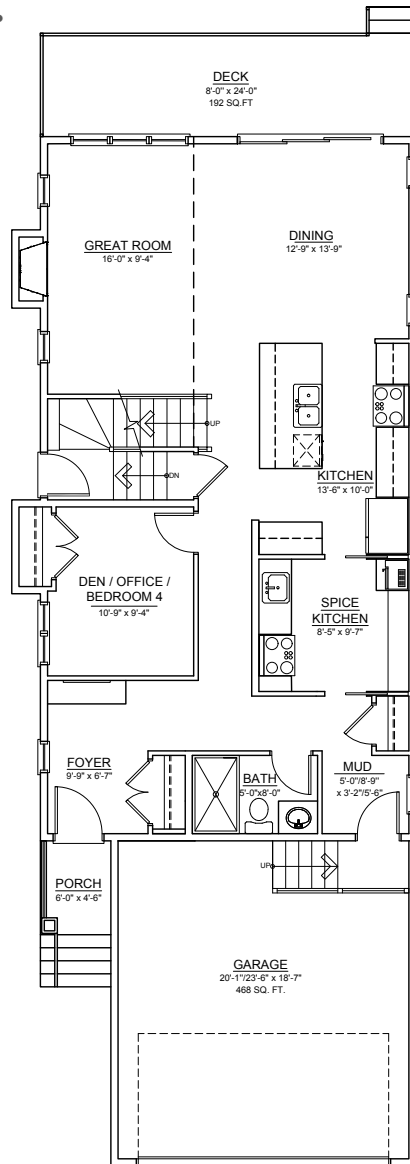 DECK
8'-0" x 24'-0"
192 SQ.FT
GREAT ROOM
16'-0" x 9'-4"
DINING
12'-9" x 13'-9"
UP
DN
KITCHEN
13'-6" x 10'-0"
DEN / OFFICE /
BEDROOM 4
10'-9" x 9'-4"
SPICE
KITCHEN
8'-5" x 9'-7"
FOYER
9'-9" x 6'-7"
BATH
5'-0"x8'-0"
MUD
5'-0"/8'-9"
x 3'-2"/5'-6"
UP
PORCH
6'-0" x 4'-6"
GARAGE
20'-1"/23'-6" x 18'-7"
468 SQ. FT.